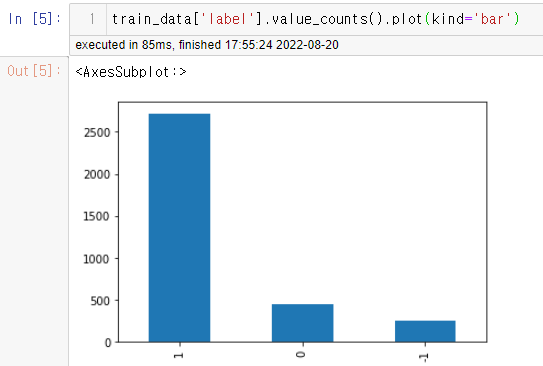 In [5]:
1 train_data['label'].value_counts().plot(kind='bar')
executed in 85ms, finished 17:55:24 2022-08-20
Out[5]: <AxesSubplot:>
2500
2000
1500
1000
500
0
1 0 -1